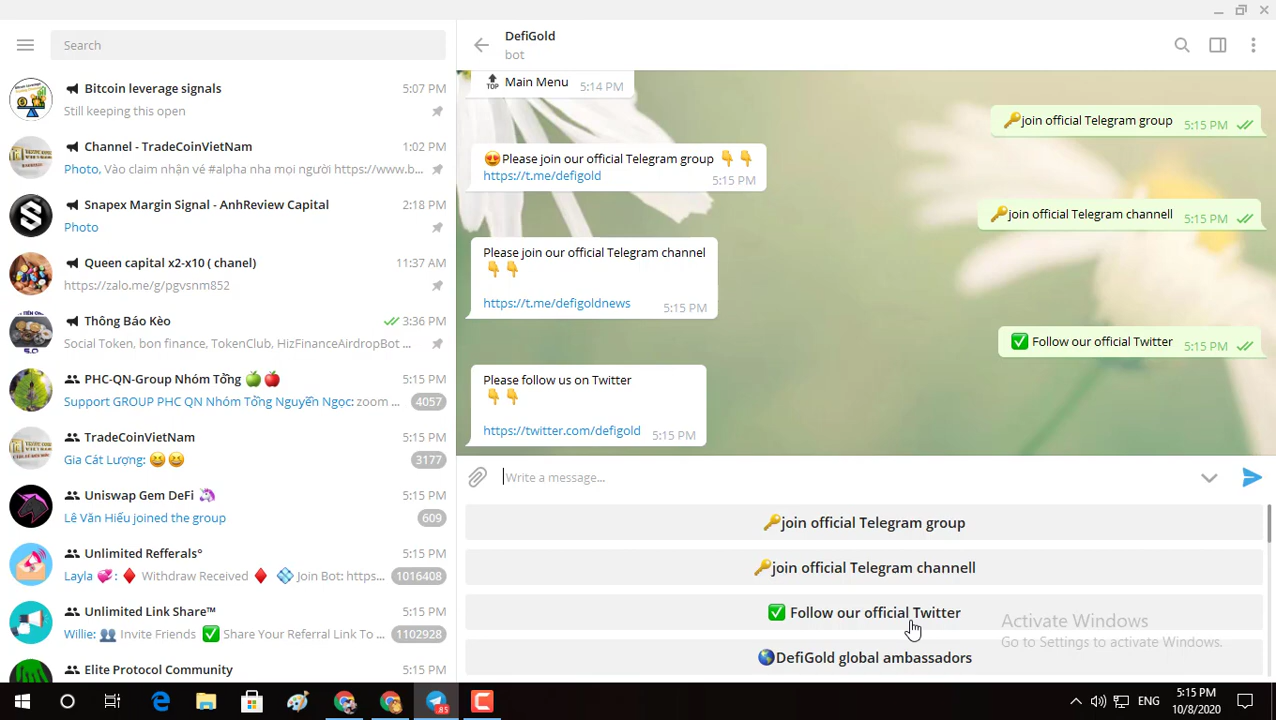 Search
Bitcoin leverage signals 5:07 PM
Still keeping this open
Channel - TradeCoinVietNam 1:02 PM
Photo, Vào claim nhận vé #alpha nha mọi người https://www.b...
Snapex Margin Signal - AnhReview Capital 2:18 PM
Photo
Queen capital x2-x10 ( chanel) 11:37 AM
https://zalo.me/g/pgvsnm852
Thông Báo Kèo 3:36 PM
Social Token, bon finance, TokenClub, HizFinanceAirdropBot ...
PHC-QN-Group Nhóm Tổng 🍏🍎 5:15 PM
Support GROUP PHC QN Nhóm Tổng Nguyễn Ngọc: zoom ... 4057
TradeCoinVietNam 5:15 PM
Gia Cát Lượng: 😆😆 3177
Uniswap Gem DeFi 🦄 5:15 PM
Lê Văn Hiếu joined the group 609
Unlimited Refferals° 5:15 PM
Layla 💞: ♦️ Withdraw Received ♦️ 💠 Join Bot: https... 1016408
Unlimited Link Share™ 5:15 PM
Willie: 👥 Invite Friends ✅ Share Your Referral Link To ... 1102928
Elite Protocol Community 5:15 PM
DefiGold
bot
🔝 Main Menu 5:14 PM
🔑join official Telegram group 5:15 PM
😍Please join our official Telegram group 👇👇
https://t.me/defigold 5:15 PM
🔑join official Telegram channell 5:15 PM
Please join our official Telegram channel
👇👇
https://t.me/defigoldnews 5:15 PM
✅ Follow our official Twitter 5:15 PM
Please follow us on Twitter
👇👇
https://twitter.com/defigold 5:15 PM
Write a message...
🔑join official Telegram group
🔑join official Telegram channell
✅ Follow our official Twitter
🌎DefiGold global ambassadors
Activate Windows
Go to Settings to activate Windows.
85
ENG
5:15 PM
10/8/2020